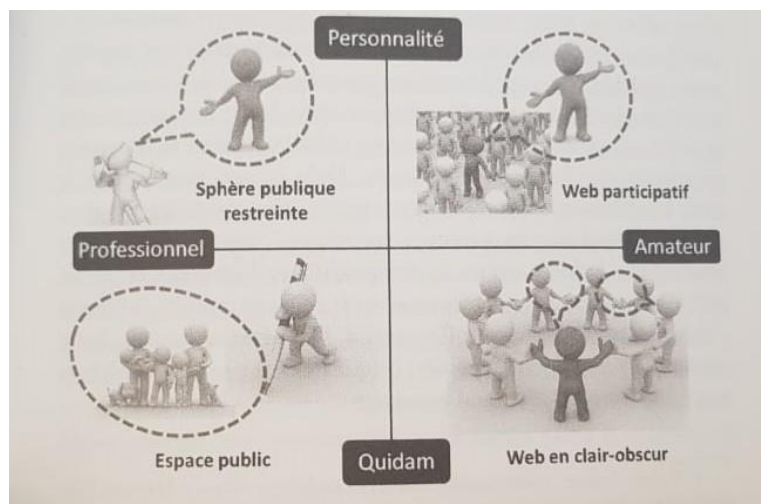 Personnalité
Sphère publique
restreinte
Web participatif
Professionnel
Amateur
Espace public
Quidam
Web en clair-obscur